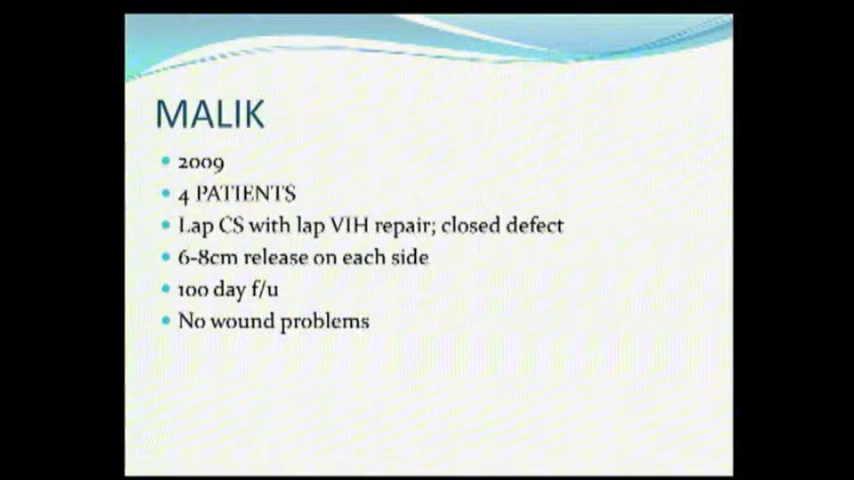 MALIK
2009
4 PATIENTS
Lap CS with lap VIH repair; closed defect
6-8cm release on each side
100 day f/u
No wound problems